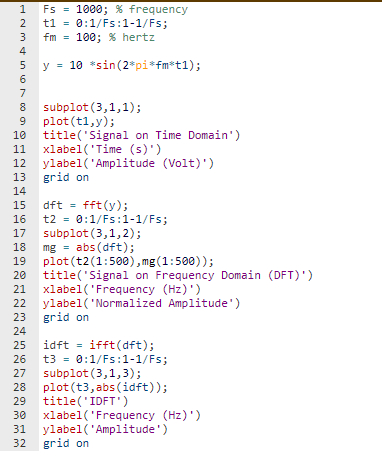 1 Fs = 1000; % frequency
2 t1 = 0:1/Fs:1-1/Fs;
3 fm = 100; % hertz
4
5 y = 10 *sin(2*pi*fm*t1);
6
7
8 subplot(3,1,1);
9 plot(t1,y);
10 title('Signal on Time Domain')
11 xlabel('Time (s)')
12 ylabel('Amplitude (Volt)')
13 grid on
14
15 dft = fft(y);
16 t2 = 0:1/Fs:1-1/Fs;
17 subplot(3,1,2);
18 mg = abs(dft);
19 plot(t2(1:500),mg(1:500));
20 title('Signal on Frequency Domain (DFT)')
21 xlabel('Frequency (Hz)')
22 ylabel('Normalized Amplitude')
23 grid on
24
25 idft = ifft(dft);
26 t3 = 0:1/Fs:1-1/Fs;
27 subplot(3,1,3);
28 plot(t3,abs(idft));
29 title('IDFT')
30 xlabel('Frequency (Hz)')
31 ylabel('Amplitude')
32 grid on